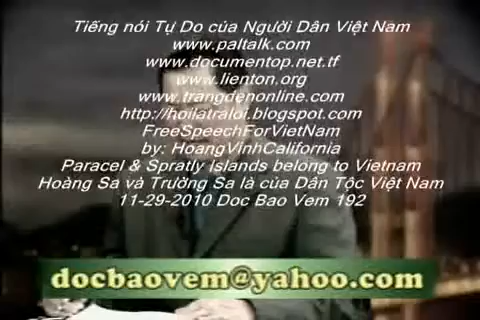 Tiếng nói Tự Do của Người Dân Việt Nam
www.paltalk.com
www.documentop.net.tf
www.lienton.org
www.trangdenonline.com
http://hoilatraloi.blogspot.com
FreeSpeechForVietNam
by: HoangVinhCalifornia
Paracel & Spratly Islands belong to Vietnam
Hoàng Sa và Trường Sa là của Dân Tộc Việt Nam
11-29-2010 Doc Bao Vem 192
docbaovem@yahoo.com